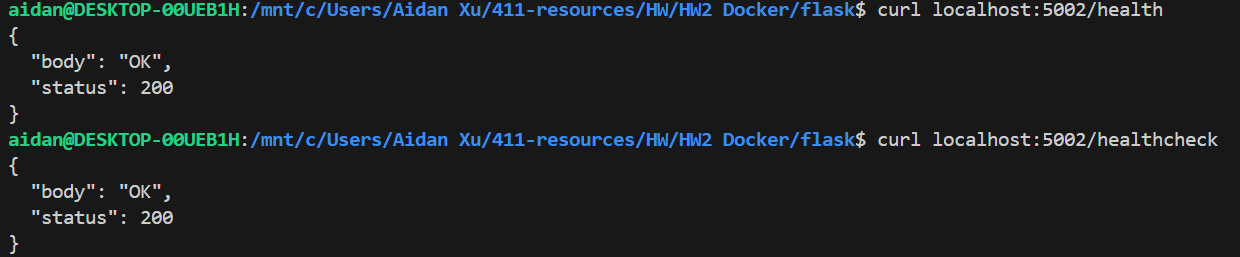 aidan@DESKTOP-00UEB1H:/mnt/c/Users/Aidan Xu/411-resources/HW/HW2 Docker/flask$ curl localhost:5002/health
{
  "body": "OK",
  "status": 200
}
aidan@DESKTOP-00UEB1H:/mnt/c/Users/Aidan Xu/411-resources/HW/HW2 Docker/flask$ curl localhost:5002/healthcheck
{
  "body": "OK",
  "status": 200
}